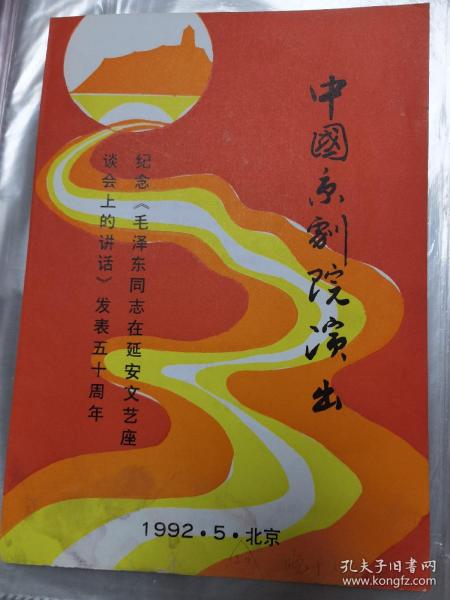 中國京劇院演出
纪念《毛泽东同志在延安文艺座
谈会上的讲话》发表五十周年
1992·5·北京
孔夫子旧书网
www.kongfz.com